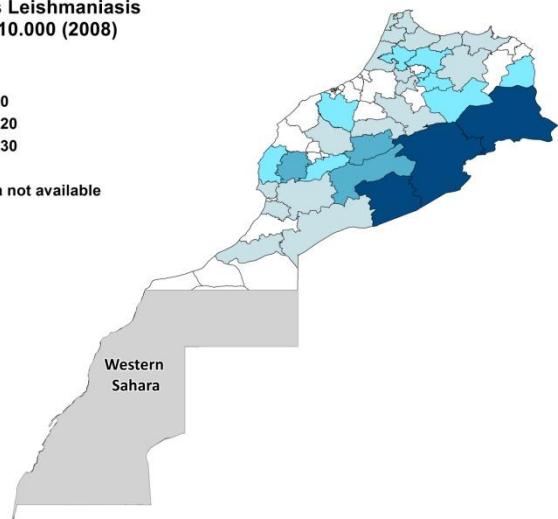 s Leishmaniasis
10.000 (2008)
0
20
30
not available
Western
Sahara